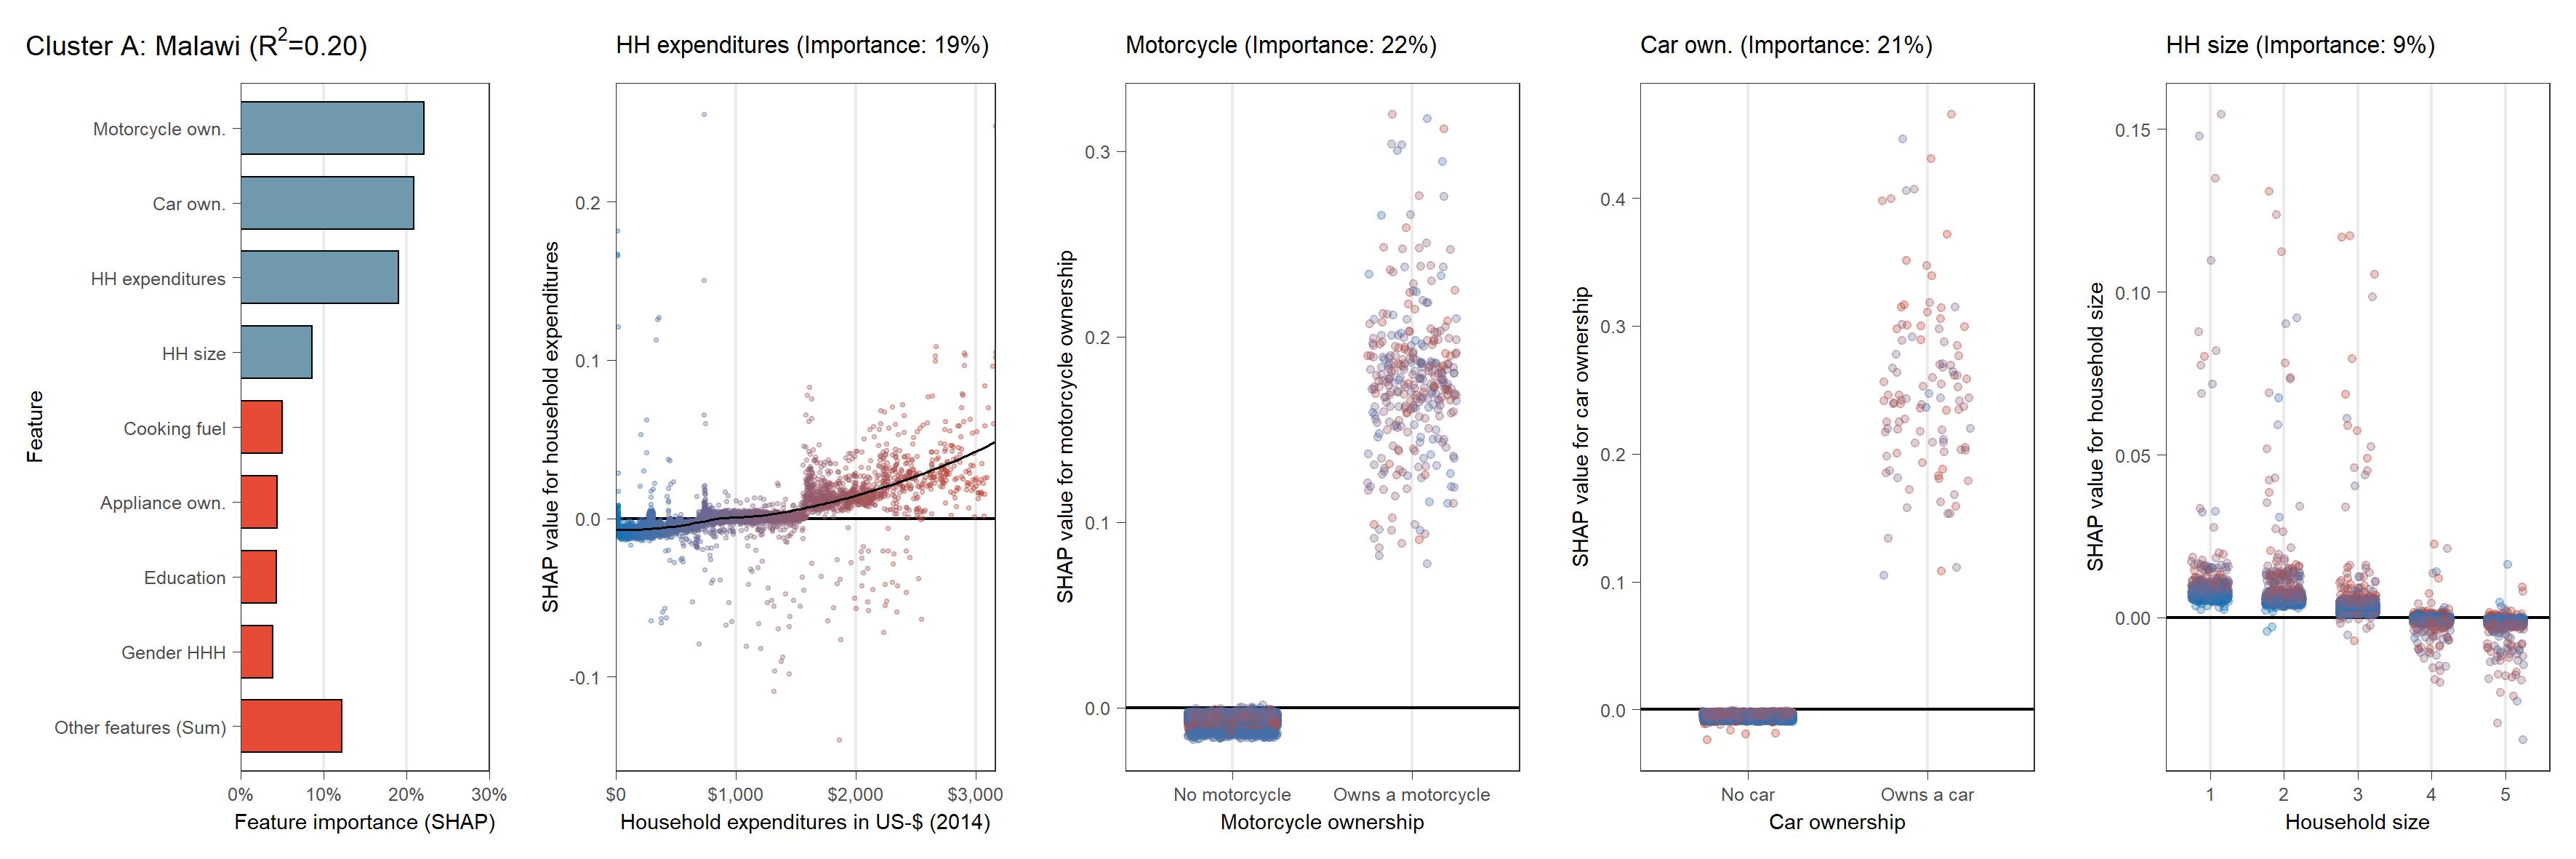 Cluster A: Malawi (R²=0.20)
Feature
Motorcycle own.
Car own.
HH expenditures
HH size
Cooking fuel
Appliance own.
Education
Gender HHH
Other features (Sum)
0% 10% 20% 30%
Feature importance (SHAP)
HH expenditures (Importance: 19%)
SHAP value for household expenditures
0.2
0.1
0.0
-0.1
$0 $1,000 $2,000 $3,000
Household expenditures in US-$ (2014)
Motorcycle (Importance: 22%)
SHAP value for motorcycle ownership
0.3
0.2
0.1
0.0
No motorcycle Owns a motorcycle
Motorcycle ownership
Car own. (Importance: 21%)
SHAP value for car ownership
0.4
0.3
0.2
0.1
0.0
No car Owns a car
Car ownership
HH size (Importance: 9%)
SHAP value for household size
0.15
0.10
0.05
0.00
1 2 3 4 5
Household size